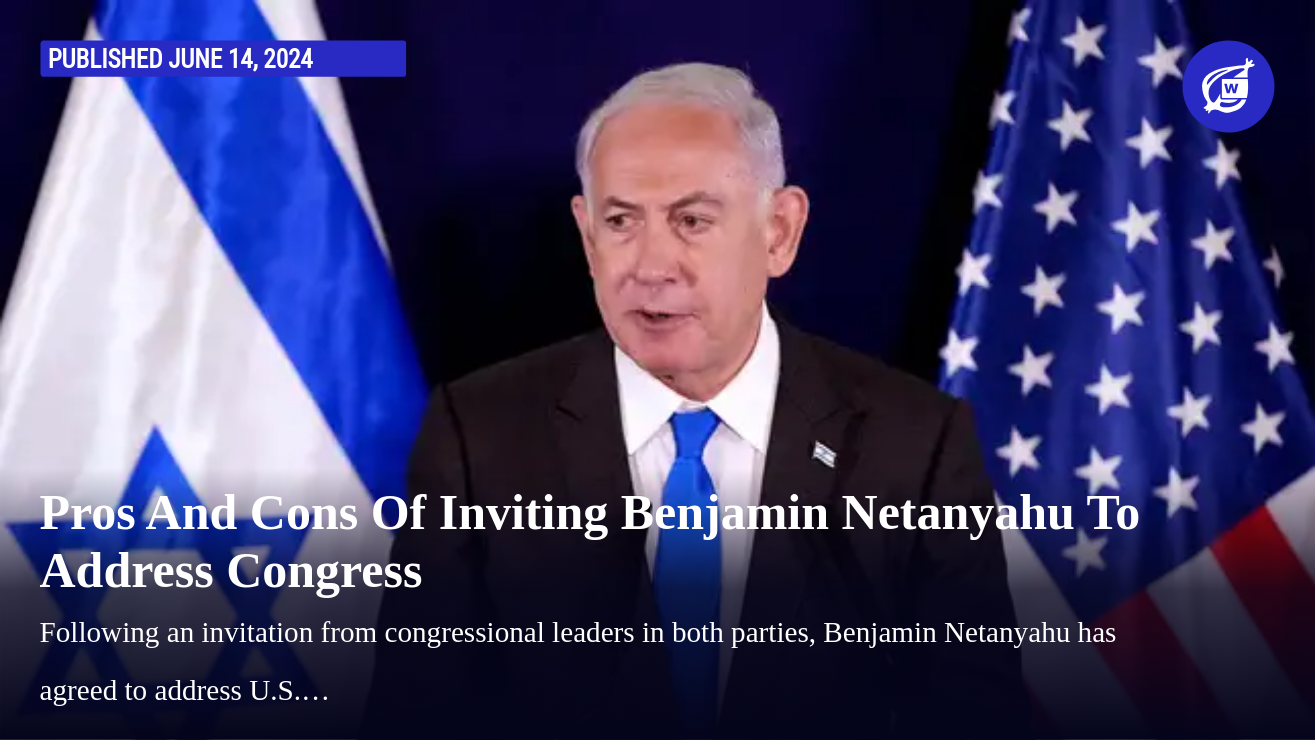 PUBLISHED JUNE 14, 2024
W
Pros And Cons Of Inviting Benjamin Netanyahu To
Address Congress
Following an invitation from congressional leaders in both parties, Benjamin Netanyahu has
agreed to address U.S.…